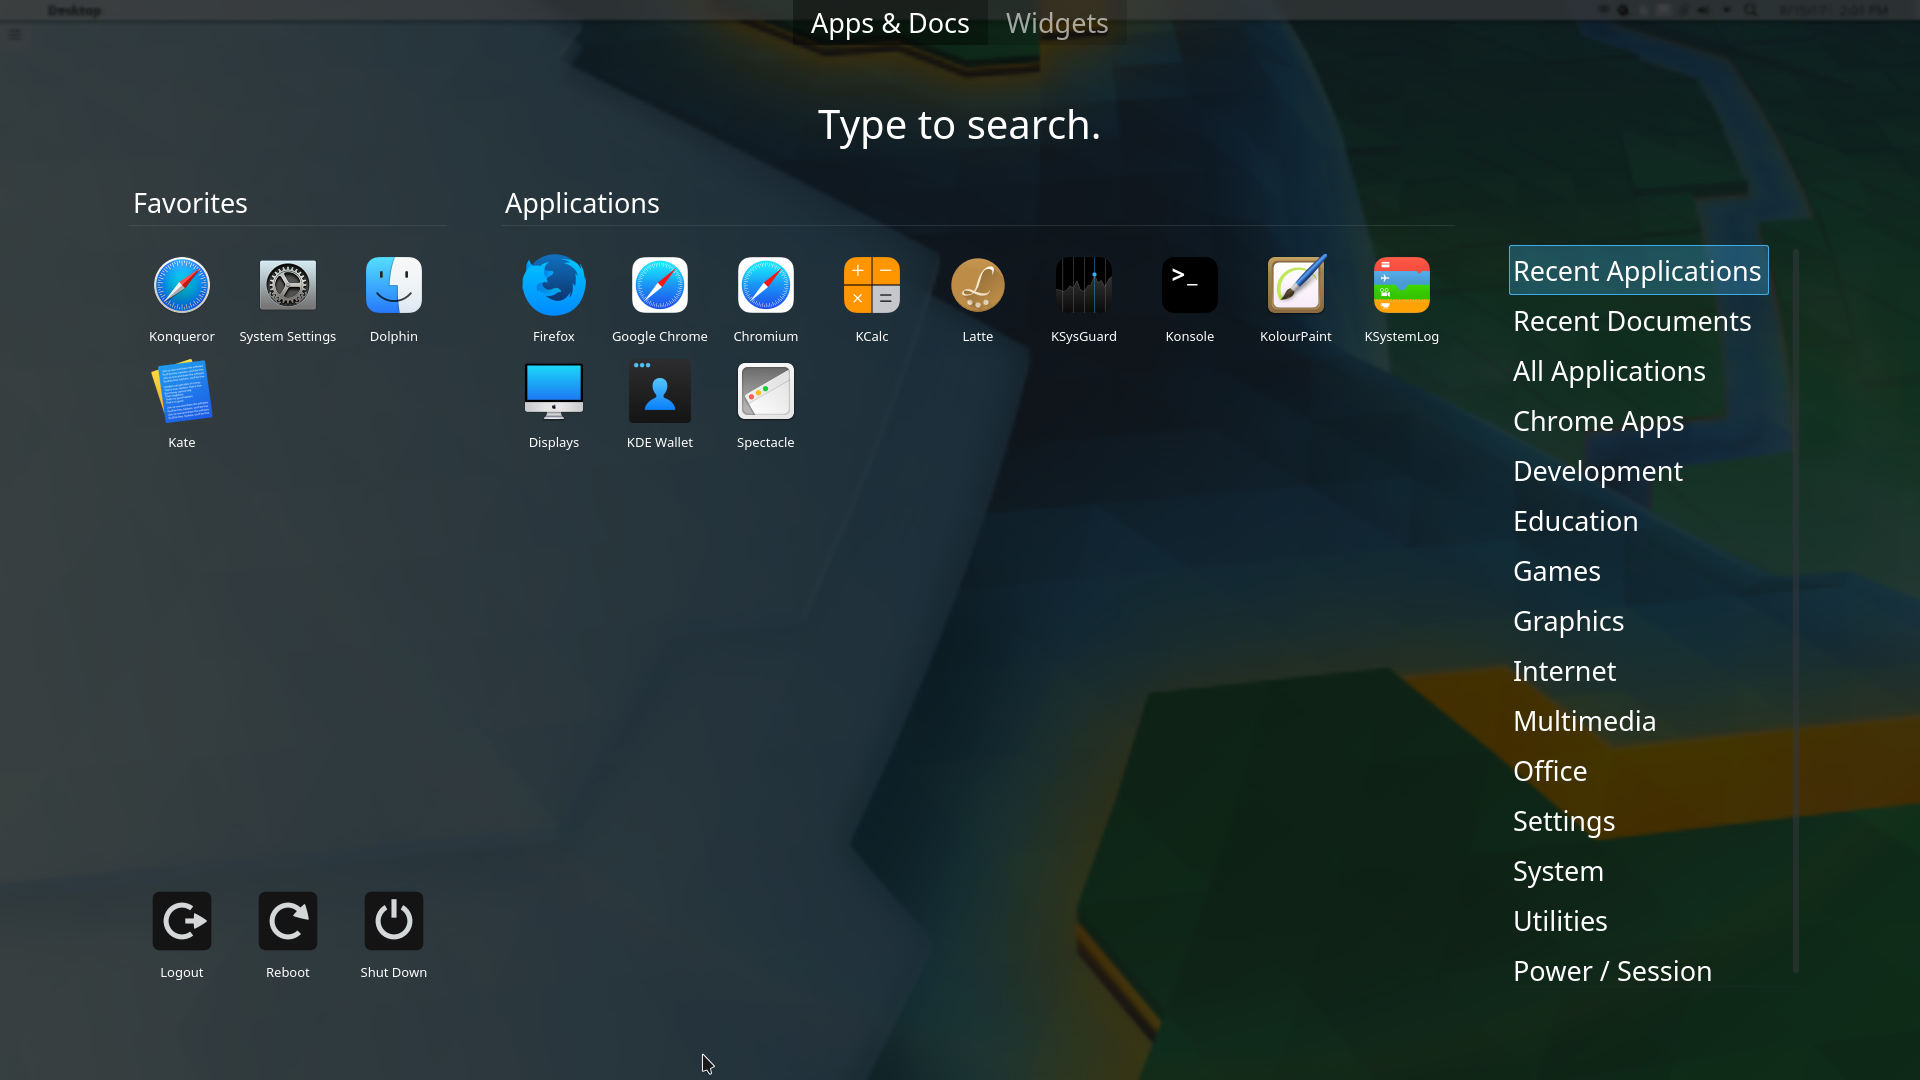 Desktop
Apps & Docs Widgets
Type to search.
Favorites
Applications
Konqueror System Settings Dolphin
Kate
Firefox Google Chrome Chromium KCalc Latte KSysGuard Konsole KolourPaint KSystemLog
Displays KDE Wallet Spectacle
Recent Applications
Recent Documents
All Applications
Chrome Apps
Development
Education
Games
Graphics
Internet
Multimedia
Office
Settings
System
Utilities
Power / Session
Logout Reboot Shut Down